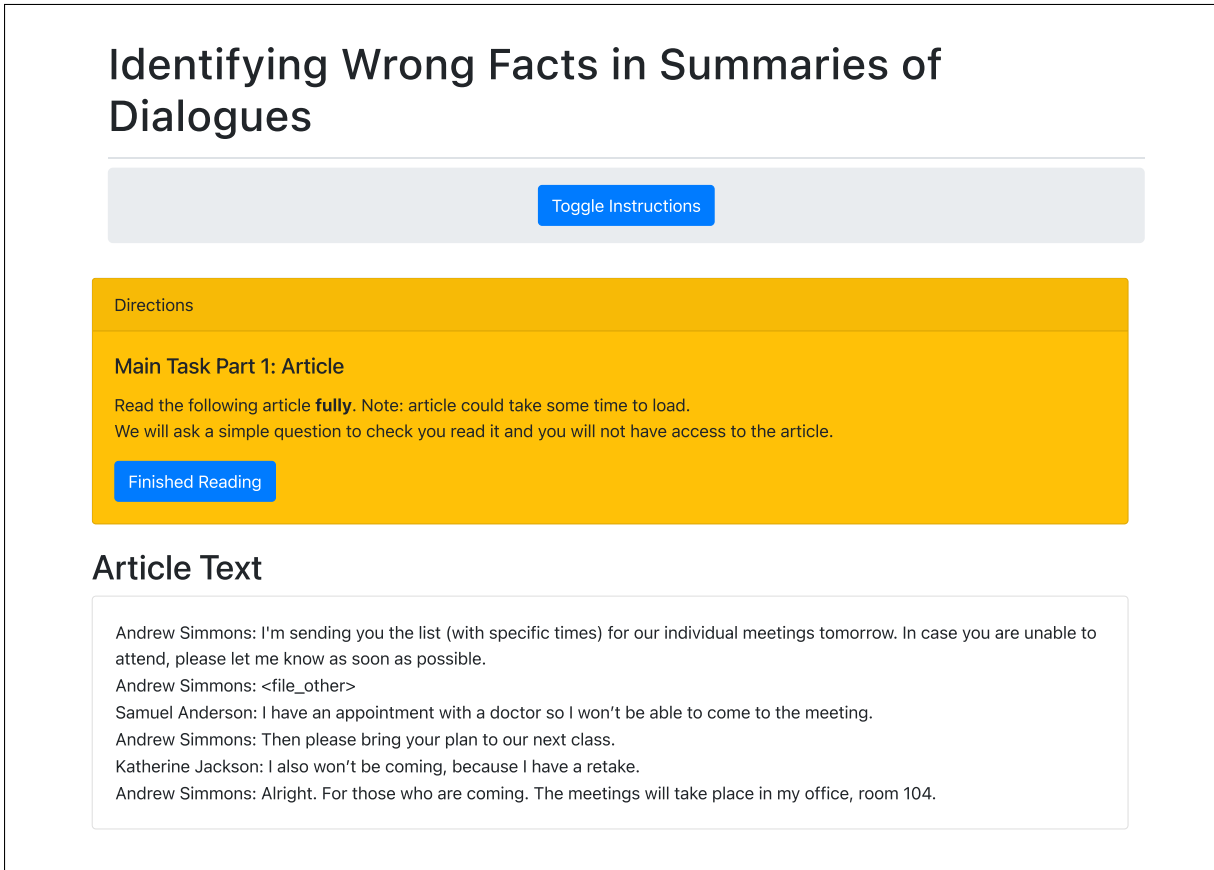 Identifying Wrong Facts in Summaries of
Dialogues
Toggle Instructions
Directions
Main Task Part 1: Article
Read the following article fully. Note: article could take some time to load.
We will ask a simple question to check you read it and you will not have access to the article.
Finished Reading
Article Text
Andrew Simmons: I'm sending you the list (with specific times) for our individual meetings tomorrow. In case you are unable to
attend, please let me know as soon as possible.
Andrew Simmons: <file_other>
Samuel Anderson: I have an appointment with a doctor so I won’t be able to come to the meeting.
Andrew Simmons: Then please bring your plan to our next class.
Katherine Jackson: I also won’t be coming, because I have a retake.
Andrew Simmons: Alright. For those who are coming. The meetings will take place in my office, room 104.